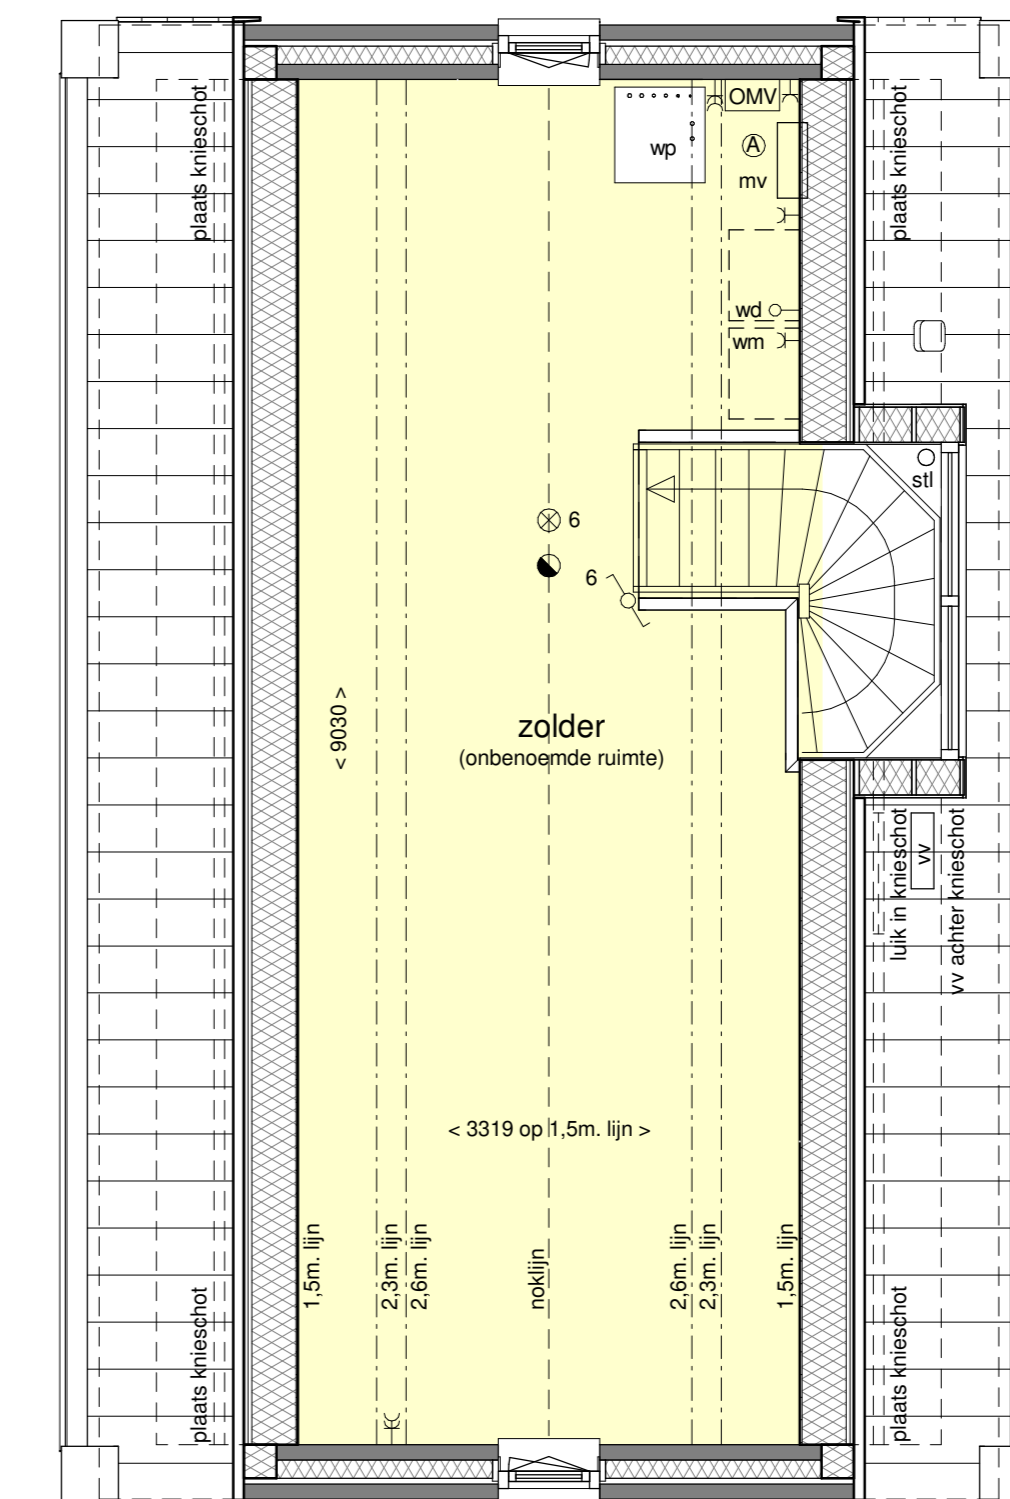 plaats knieschot
plaats knieschot
OMV
wp
A
mv
wd
wm
stl
6
6
< 9030 >
zolder
(onbenoemde ruimte)
luik in knieschot
vv
vv achter knieschot
< 3319 op 1,5m. lijn >
1,5m. lijn
2,3m. lijn
2,6m. lijn
noklijn
2,6m. lijn
2,3m. lijn
1,5m. lijn
plaats knieschot
plaats knieschot